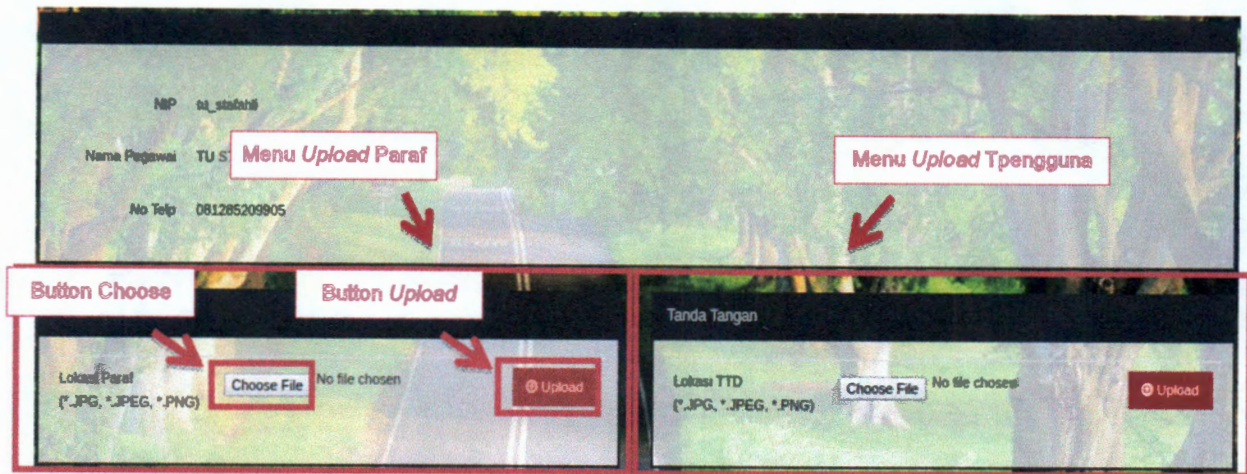 NIP tu_stafahli
Nama Pegawai TU S
Menu Upload Paraf
Menu Upload Tpengguna
No Telp 081285209905
Button Choose
Button Upload
Tanda Tangan
Lokasi Paraf
(*.JPG, *.JPEG, *.PNG)
Choose File No file chosen
Upload
Lokasi TTD
(*.JPG, *.JPEG, *.PNG)
Choose File No file chosen
Upload